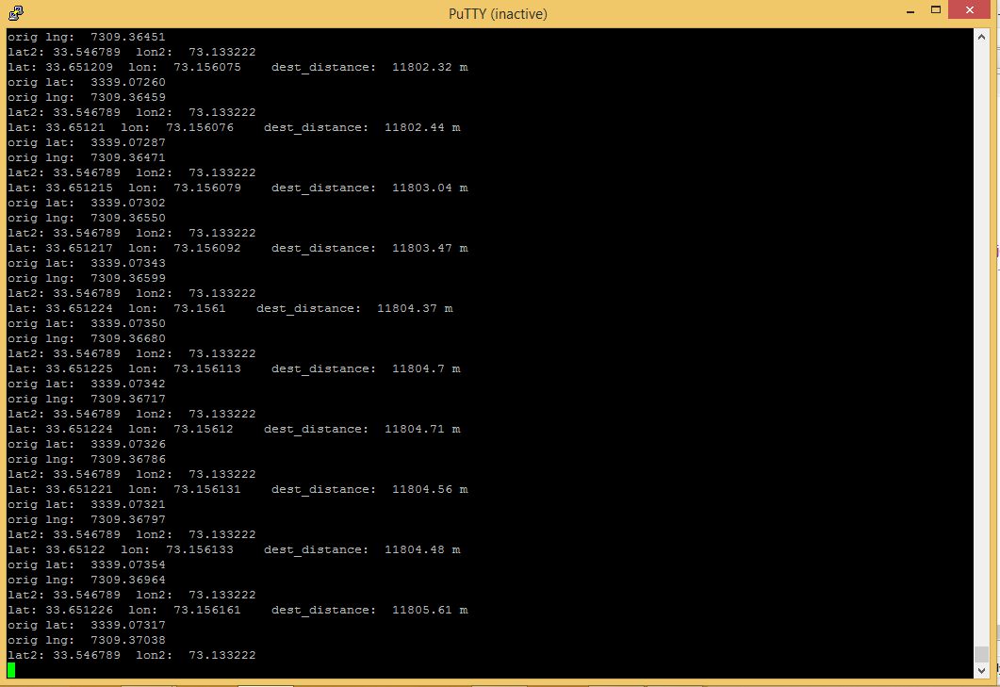 PuTTY (inactive)
orig lng:  7309.36451
lat2: 33.546789  lon2:  73.133222
lat: 33.651209  lon:  73.156075    dest_distance:  11802.32 m
orig lat:  3339.07260
orig lng:  7309.36459
lat2: 33.546789  lon2:  73.133222
lat: 33.65121  lon:  73.156076    dest_distance:  11802.44 m
orig lat:  3339.07287
orig lng:  7309.36471
lat2: 33.546789  lon2:  73.133222
lat: 33.651215  lon:  73.156079    dest_distance:  11803.04 m
orig lat:  3339.07302
orig lng:  7309.36550
lat2: 33.546789  lon2:  73.133222
lat: 33.651217  lon:  73.156092    dest_distance:  11803.47 m
orig lat:  3339.07343
orig lng:  7309.36599
lat2: 33.546789  lon2:  73.133222
lat: 33.651224  lon:  73.1561    dest_distance:  11804.37 m
orig lat:  3339.07350
orig lng:  7309.36680
lat2: 33.546789  lon2:  73.133222
lat: 33.651225  lon:  73.156113    dest_distance:  11804.7 m
orig lat:  3339.07342
orig lng:  7309.36717
lat2: 33.546789  lon2:  73.133222
lat: 33.651224  lon:  73.15612    dest_distance:  11804.71 m
orig lat:  3339.07326
orig lng:  7309.36786
lat2: 33.546789  lon2:  73.133222
lat: 33.651221  lon:  73.156131    dest_distance:  11804.56 m
orig lat:  3339.07321
orig lng:  7309.36797
lat2: 33.546789  lon2:  73.133222
lat: 33.65122  lon:  73.156133    dest_distance:  11804.48 m
orig lat:  3339.07354
orig lng:  7309.36964
lat2: 33.546789  lon2:  73.133222
lat: 33.651226  lon:  73.156161    dest_distance:  11805.61 m
orig lat:  3339.07317
orig lng:  7309.37038
lat2: 33.546789  lon2:  73.133222